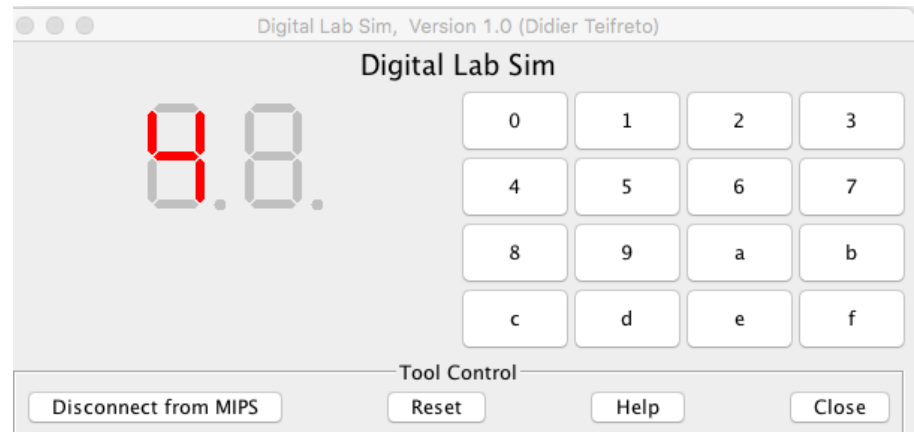 Digital Lab Sim, Version 1.0 (Didier Teifreto)
Digital Lab Sim
4
0 1 2 3
4 5 6 7
8 9 a b
c d e f
Tool Control
Disconnect from MIPS Reset Help Close